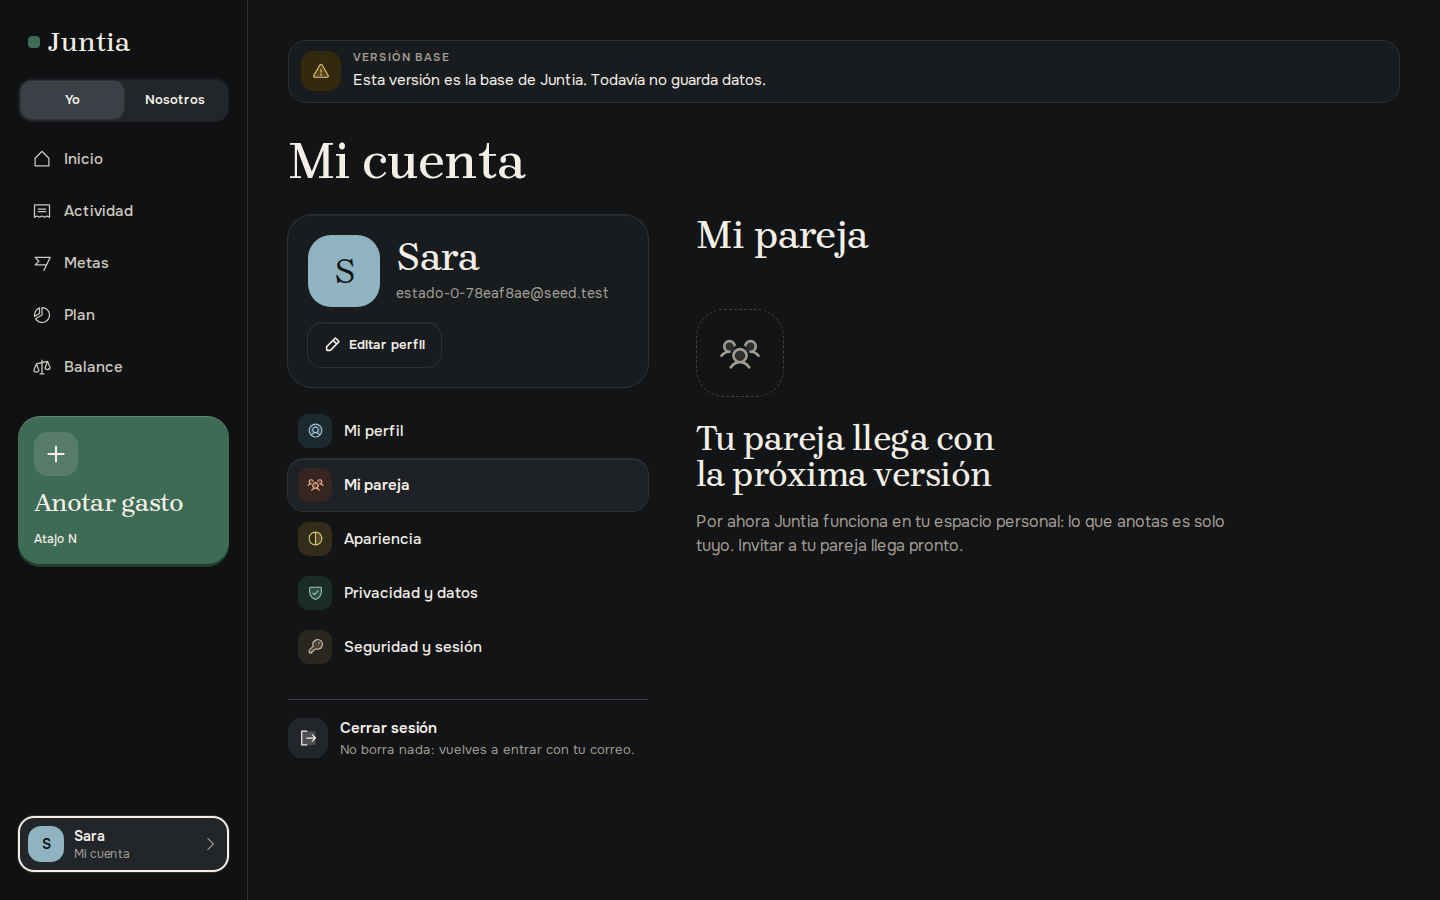 Juntia
Yo
Nosotros
Inicio
Actividad
Metas
Plan
Balance
Anotar gasto
Atajo N
S
Sara
Mi cuenta
VERSIÓN BASE
Esta versión es la base de Juntia. Todavía no guarda datos.
Mi cuenta
S
Sara
estado-0-78eaf8ae@seed.test
Editar perfil
Mi perfil
Mi pareja
Apariencia
Privacidad y datos
Seguridad y sesión
Cerrar sesión
No borra nada: vuelves a entrar con tu correo.
Mi pareja
Tu pareja llega con
la próxima versión
Por ahora Juntia funciona en tu espacio personal: lo que anotas es solo
tuyo. Invitar a tu pareja llega pronto.